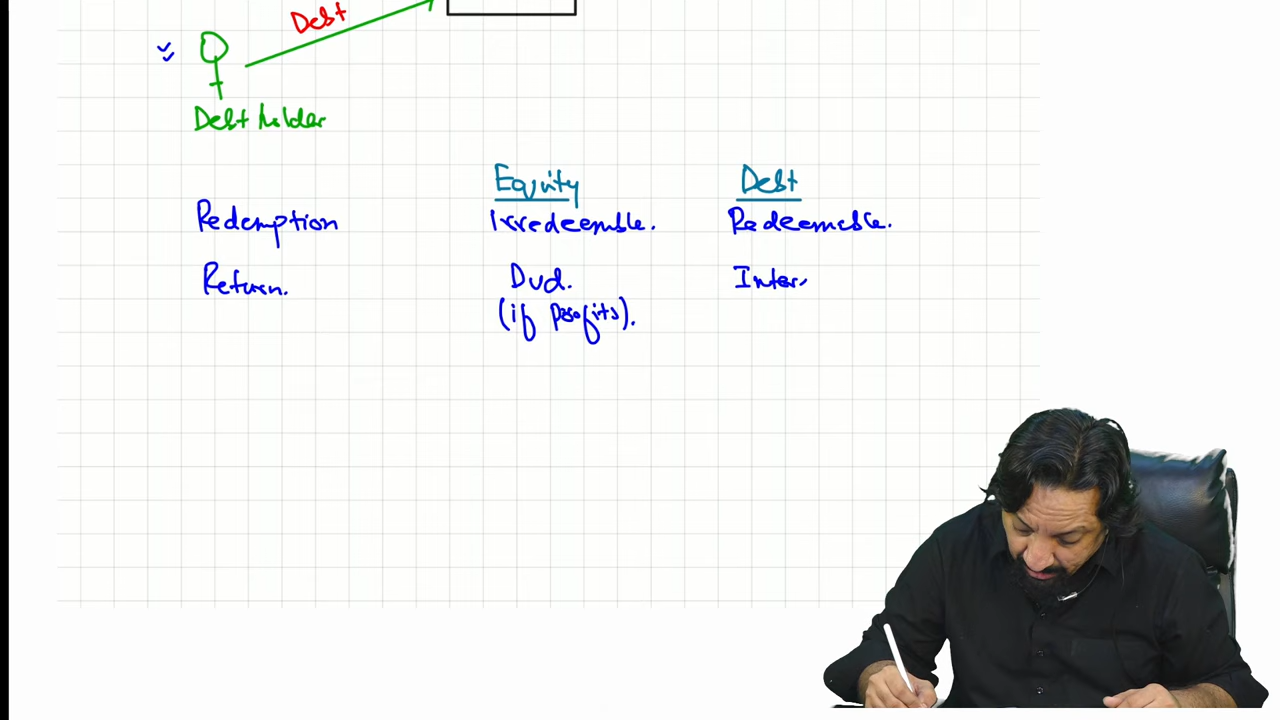 Debt
Debt holder
Equity Debt
Redemption Irredeemable. Redeemable.
Return. Dvd. Inter
(if Profits).